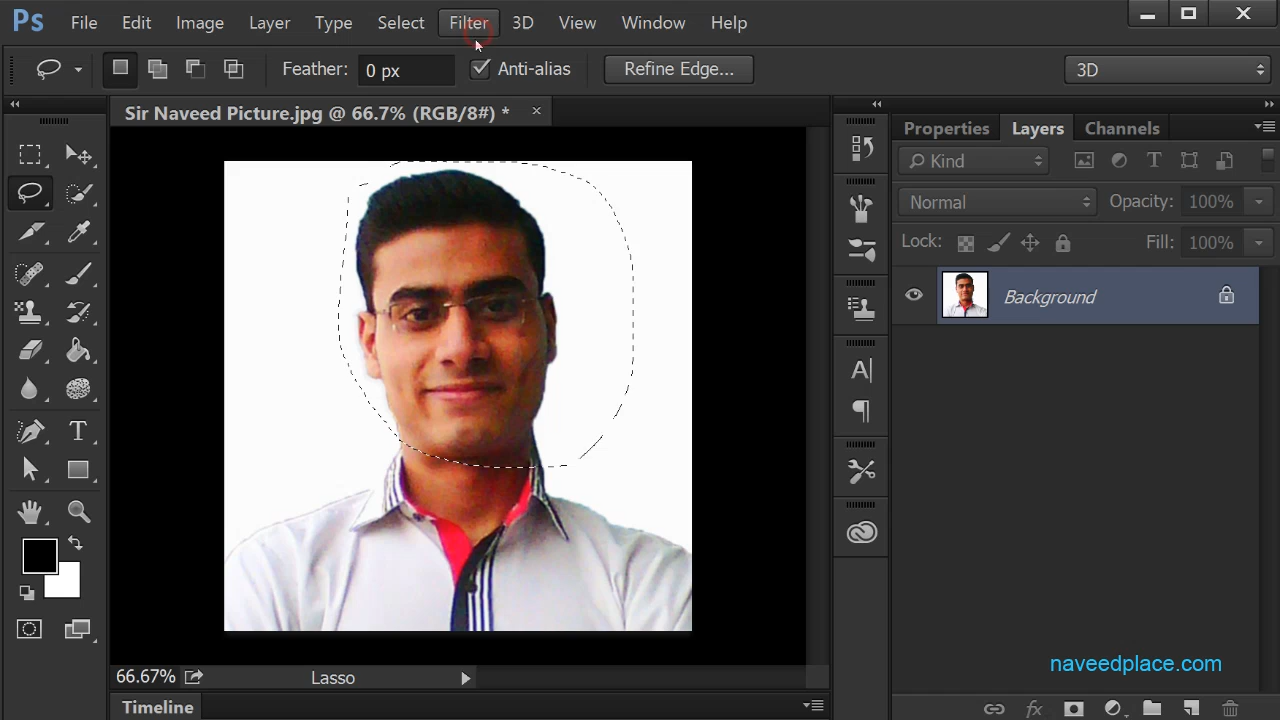 Ps File Edit Image Layer Type Select Filter 3D View Window Help
Feather: 0 px Anti-alias Refine Edge... 3D
Sir Naveed Picture.jpg @ 66.7% (RGB/8#) * ×
Properties Layers Channels
Kind
Normal Opacity: 100%
Lock: Fill: 100%
Background
naveedplace.com
66.67% Lasso
Timeline